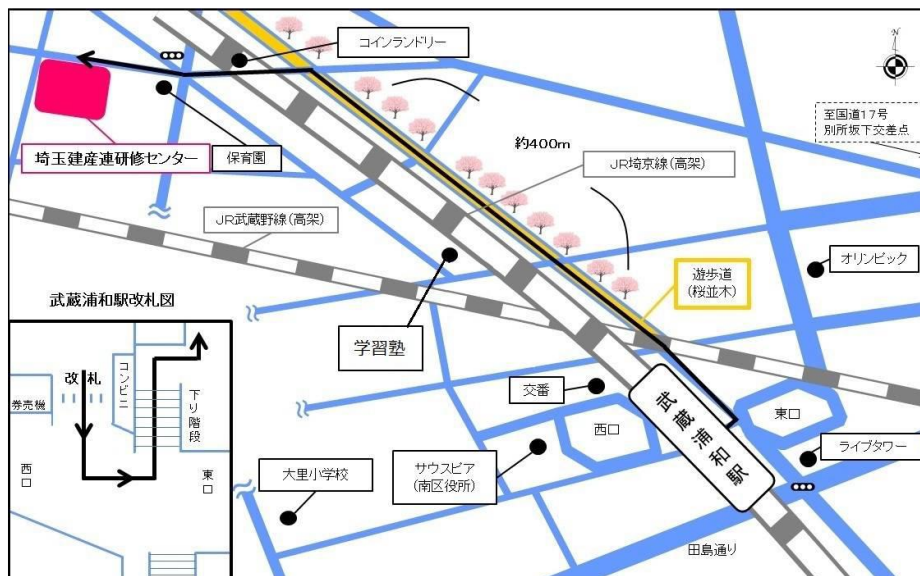 コインランドリー
N
至国道17号
別所坂下交差点
約400m
埼玉建産連研修センター
保育園
JR埼京線(高架)
JR武蔵野線(高架)
オリンピック
遊歩道
(桜並木)
武蔵浦和駅改札図
学習塾
改札
コンビニ
下り階段
券売機
西口
東口
交番
西口
武蔵浦和駅
東口
サウスピア
(南区役所)
ライブタワー
大里小学校
田島通り